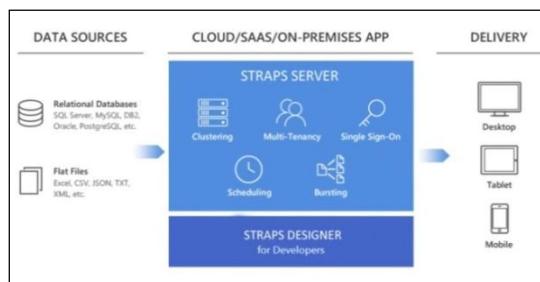 DATA SOURCES
Relational Databases
SQL Server, MySQL, DB2,
Oracle, PostgreSQL, etc.
Flat Files
Excel, CSV, JSON, TXT,
XML, etc.
CLOUD/SAAS/ON-PREMISES APP
STRAPS SERVER
Clustering
Multi-Tenancy
Single Sign-On
Scheduling
Bursting
STRAPS DESIGNER
for Developers
DELIVERY
Desktop
Tablet
Mobile